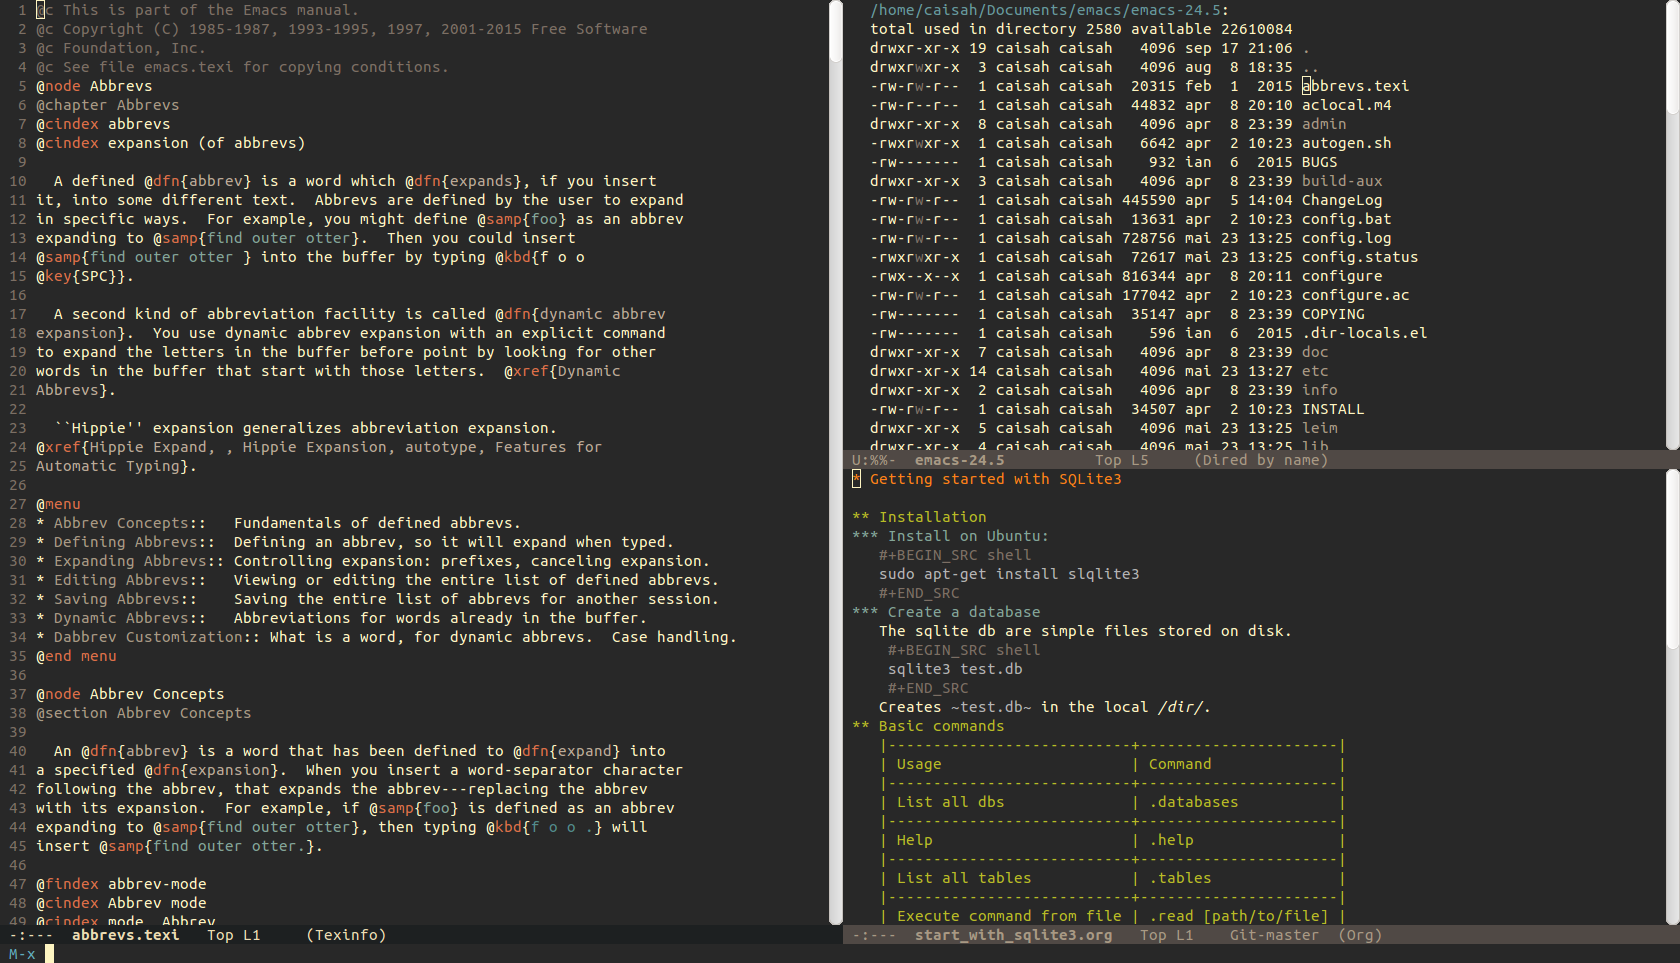 1 @c This is part of the Emacs manual.
2 @c Copyright (C) 1985-1987, 1993-1995, 1997, 2001-2015 Free Software
3 @c Foundation, Inc.
4 @c See file emacs.texi for copying conditions.
5 @node Abbrevs
6 @chapter Abbrevs
7 @cindex abbrevs
8 @cindex expansion (of abbrevs)
9
10   A defined @dfn{abbrev} is a word which @dfn{expands}, if you insert
11 it, into some different text.  Abbrevs are defined by the user to expand
12 in specific ways.  For example, you might define @samp{foo} as an abbrev
13 expanding to @samp{find outer otter}.  Then you could insert
14 @samp{find outer otter } into the buffer by typing @kbd{f o o
15 @key{SPC}}.
16
17   A second kind of abbreviation facility is called @dfn{dynamic abbrev
18 expansion}.  You use dynamic abbrev expansion with an explicit command
19 to expand the letters in the buffer before point by looking for other
20 words in the buffer that start with those letters.  @xref{Dynamic
21 Abbrevs}.
22
23   ``Hippie'' expansion generalizes abbreviation expansion.
24 @xref{Hippie Expand, , Hippie Expansion, autotype, Features for
25 Automatic Typing}.
26
27 @menu
28 * Abbrev Concepts::   Fundamentals of defined abbrevs.
29 * Defining Abbrevs::  Defining an abbrev, so it will expand when typed.
30 * Expanding Abbrevs:: Controlling expansion: prefixes, canceling expansion.
31 * Editing Abbrevs::   Viewing or editing the entire list of defined abbrevs.
32 * Saving Abbrevs::    Saving the entire list of abbrevs for another session.
33 * Dynamic Abbrevs::   Abbreviations for words already in the buffer.
34 * Dabbrev Customization:: What is a word, for dynamic abbrevs.  Case handling.
35 @end menu
36
37 @node Abbrev Concepts
38 @section Abbrev Concepts
39
40   An @dfn{abbrev} is a word that has been defined to @dfn{expand} into
41 a specified @dfn{expansion}.  When you insert a word-separator character
42 following the abbrev, that expands the abbrev---replacing the abbrev
43 with its expansion.  For example, if @samp{foo} is defined as an abbrev
44 expanding to @samp{find outer otter}, then typing @kbd{f o o .} will
45 insert @samp{find outer otter.}.
46
47 @findex abbrev-mode
48 @cindex Abbrev mode
49 @cindex mode, Abbrev
-:---  abbrevs.texi   Top L1     (Texinfo)
M-x
/home/caisah/Documents/emacs/emacs-24.5:
total used in directory 2580 available 22610084
drwxr-xr-x 19 caisah caisah   4096 sep 17 21:06 .
drwxrwxr-x  3 caisah caisah   4096 aug  8 18:35 ..
-rw-rw-r--  1 caisah caisah  20315 feb  1  2015 abbrevs.texi
-rw-r--r--  1 caisah caisah  44832 apr  8 20:10 aclocal.m4
drwxr-xr-x  8 caisah caisah   4096 apr  8 23:39 admin
-rwxrwxr-x  1 caisah caisah   6642 apr  2 10:23 autogen.sh
-rw-------  1 caisah caisah    932 ian  6  2015 BUGS
drwxr-xr-x  3 caisah caisah   4096 apr  8 23:39 build-aux
-rw-rw-r--  1 caisah caisah 445590 apr  5 14:04 ChangeLog
-rw-rw-r--  1 caisah caisah  13631 apr  2 10:23 config.bat
-rw-rw-r--  1 caisah caisah 728756 mai 23 13:25 config.log
-rwxrwxr-x  1 caisah caisah  72617 mai 23 13:25 config.status
-rwx--x--x  1 caisah caisah 816344 apr  8 20:11 configure
-rw-rw-r--  1 caisah caisah 177042 apr  2 10:23 configure.ac
-rw-------  1 caisah caisah  35147 apr  8 23:39 COPYING
-rw-------  1 caisah caisah    596 ian  6  2015 .dir-locals.el
drwxr-xr-x  7 caisah caisah   4096 apr  8 23:39 doc
drwxr-xr-x 14 caisah caisah   4096 mai 23 13:27 etc
drwxr-xr-x  2 caisah caisah   4096 apr  8 23:39 info
-rw-rw-r--  1 caisah caisah  34507 apr  2 10:23 INSTALL
drwxr-xr-x  5 caisah caisah   4096 mai 23 13:25 leim
drwxr-xr-x  4 caisah caisah   4096 mai 23 13:25 lib
U:%%-  emacs-24.5          Top L5     (Dired by name)
* Getting started with SQLite3
** Installation
*** Install on Ubuntu:
#+BEGIN_SRC shell
sudo apt-get install slqlite3
#+END_SRC
*** Create a database
The sqlite db are simple files stored on disk.
#+BEGIN_SRC shell
sqlite3 test.db
#+END_SRC
Creates ~test.db~ in the local /dir/.
** Basic commands
|---------------------------+----------------------|
| Usage                     | Command              |
|---------------------------+----------------------|
| List all dbs              | .databases           |
|---------------------------+----------------------|
| Help                      | .help                |
|---------------------------+----------------------|
| List all tables           | .tables              |
|---------------------------+----------------------|
| Execute command from file | .read [path/to/file] |
-:---  start_with_sqlite3.org   Top L1    Git-master  (Org)